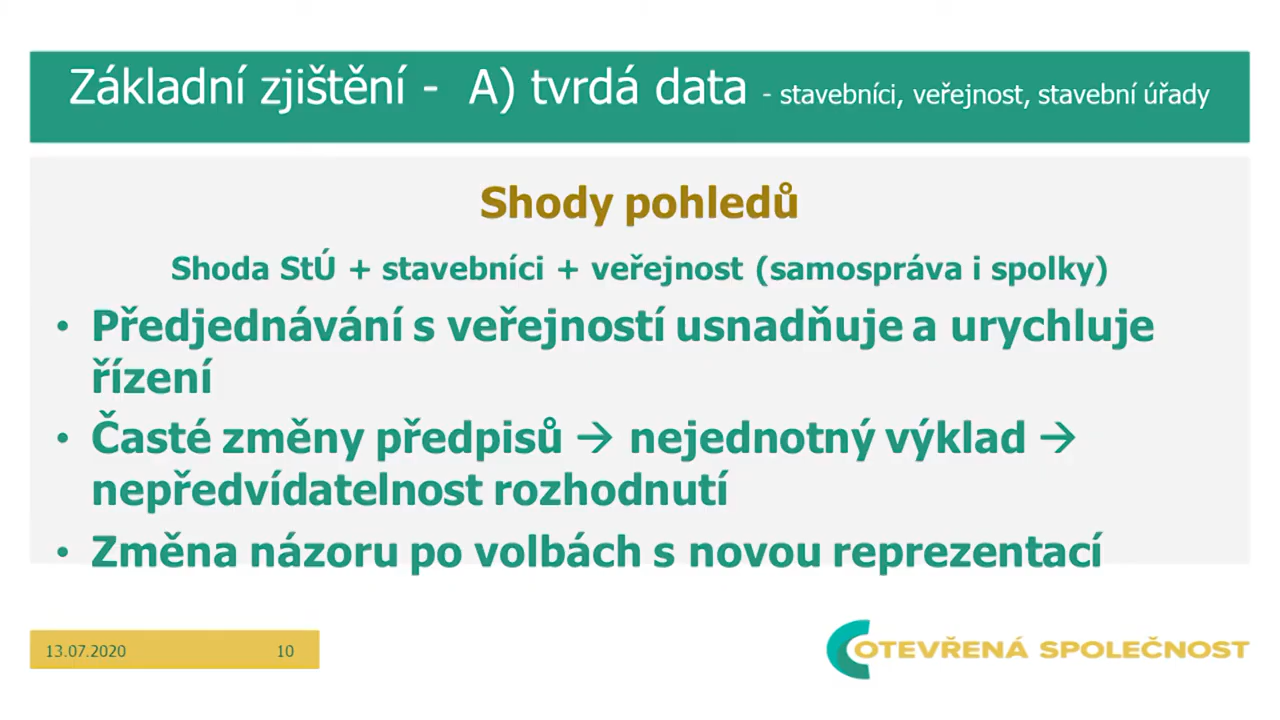 Základní zjištění - A) tvrdá data - stavebníci, veřejnost, stavební úřady
Shody pohledů
Shoda StÚ + stavebníci + veřejnost (samospráva i spolky)
• Předjednávání s veřejností usnadňuje a urychluje
řízení
• Časté změny předpisů → nejednotný výklad →
nepředvídatelnost rozhodnutí
• Změna názoru po volbách s novou reprezentací
13.07.2020 10
OTEVŘENÁ SPOLEČNOST